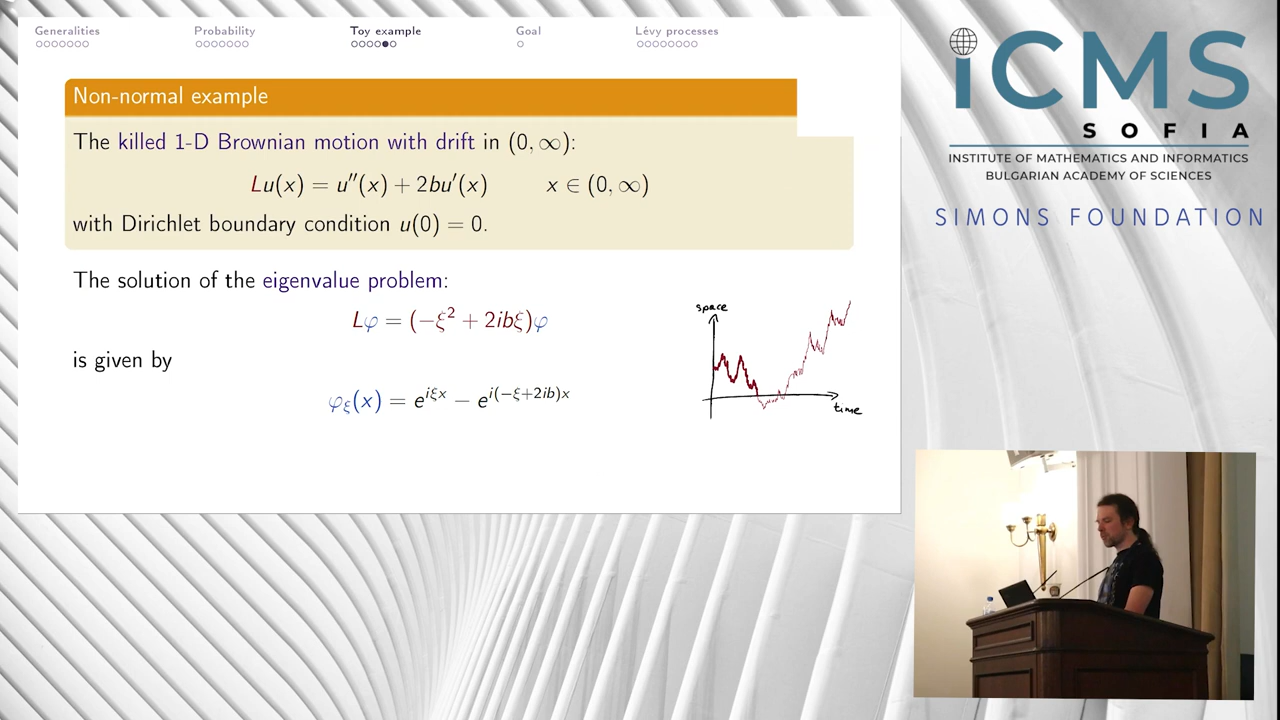 Generalities Probability Toy example Goal Lévy processes
Non-normal example
The killed 1-D Brownian motion with drift in (0, ∞):
Lu(x) = u″(x) + 2bu′(x) x ∈ (0, ∞)
with Dirichlet boundary condition u(0) = 0.
The solution of the eigenvalue problem:
Lφ = (−ξ² + 2ibξ)φ
is given by
φ_ξ(x) = e^{iξx} − e^{i(−ξ+2ib)x}
space
time
iCMS
SOFIA
INSTITUTE OF MATHEMATICS AND INFORMATICS
BULGARIAN ACADEMY OF SCIENCES
SIMONS FOUNDATION